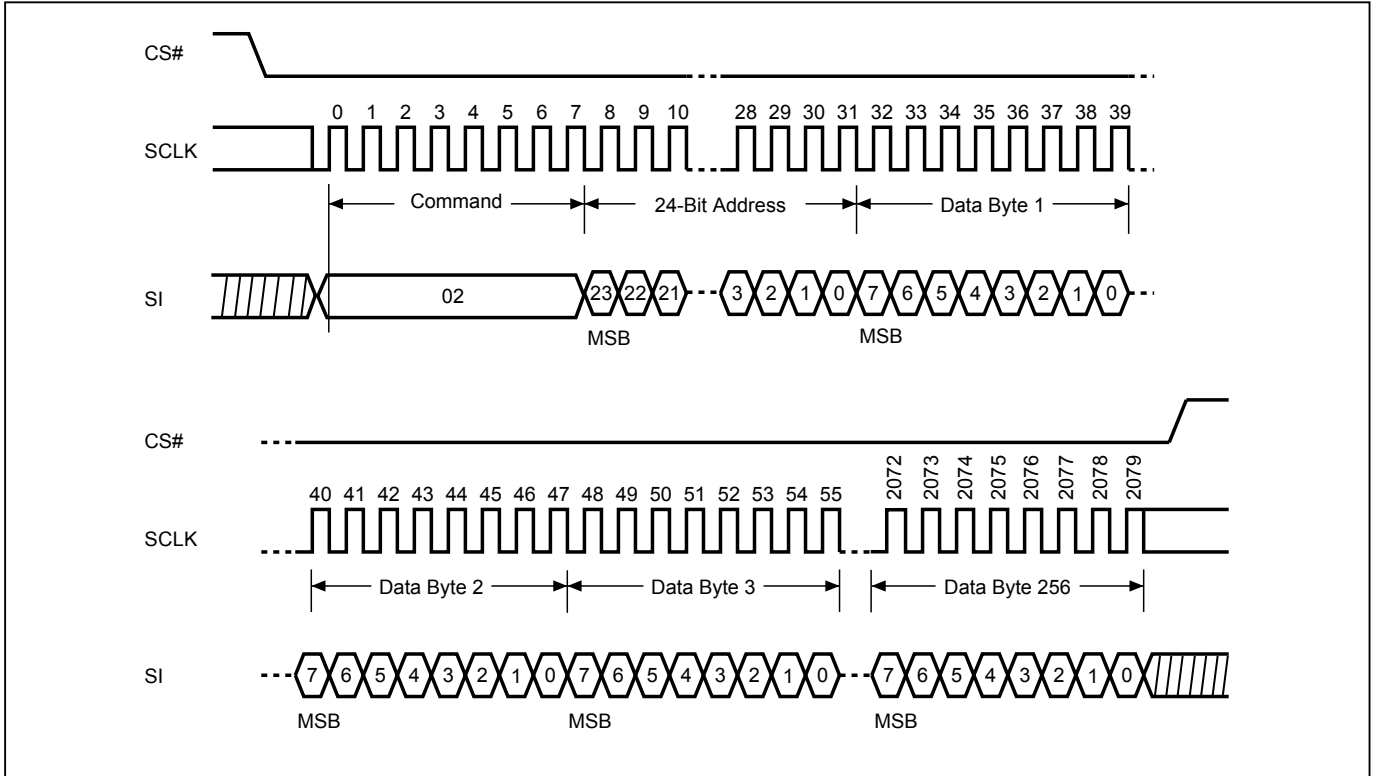 CS#
0 1 2 3 4 5 6 7 8 9 10 28 29 30 31 32 33 34 35 36 37 38 39
SCLK
Command 24-Bit Address Data Byte 1
SI 02 23 22 21 3 2 1 0 7 6 5 4 3 2 1 0
MSB MSB
CS#
40 41 42 43 44 45 46 47 48 49 50 51 52 53 54 55 2072 2073 2074 2075 2076 2077 2078 2079
SCLK
Data Byte 2 Data Byte 3 Data Byte 256
SI 7 6 5 4 3 2 1 0 7 6 5 4 3 2 1 0 7 6 5 4 3 2 1 0
MSB MSB MSB